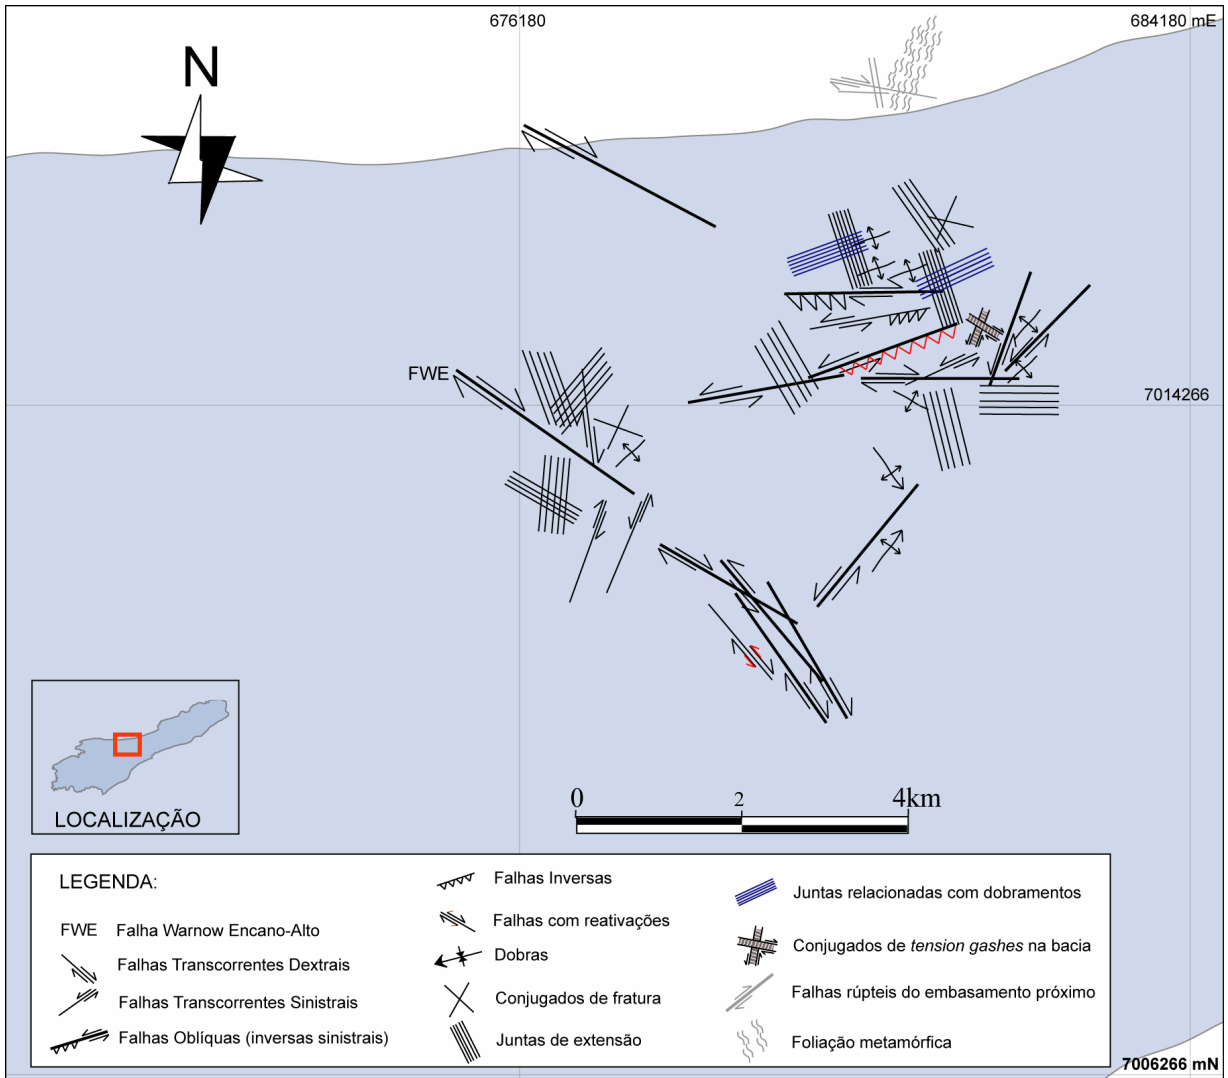 676180
684180 mE
N
FWE
7014266
LOCALIZAÇÃO
0 2 4km
LEGENDA:
FWE Falha Warnow Encano-Alto
Falhas Transcorrentes Dextrais
Falhas Transcorrentes Sinistrais
Falhas Oblíquas (inversas sinistrais)
Falhas Inversas
Falhas com reativações
Dobras
Conjugados de fratura
Juntas de extensão
Juntas relacionadas com dobramentos
Conjugados de tension gashes na bacia
Falhas rúpteis do embasamento próximo
Foliação metamórfica
7006266 mN